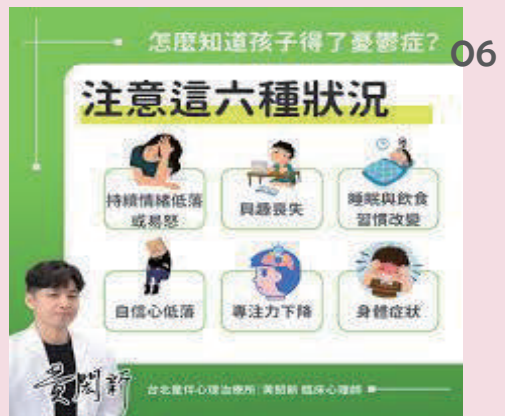 怎麼知道孩子得了憂鬱症?
06
注意這六種狀況
持續情緒低落
或易怒
興趣喪失
睡眠與飲食
習慣改變
自信心低落
專注力下降
身體症狀
黃閎新
台北星伴心理治療所 黃閎新 臨床心理師